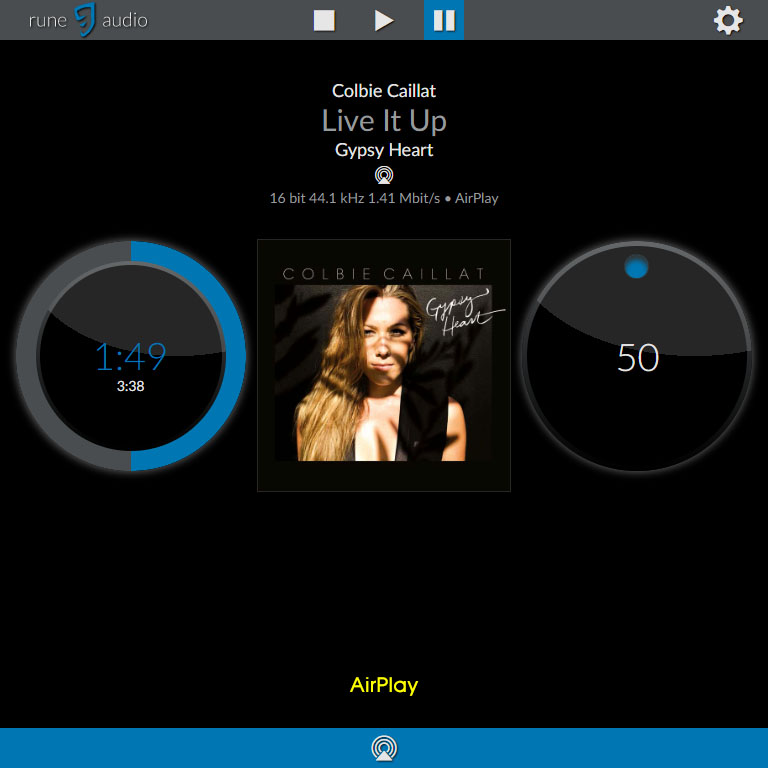 rune audio
Colbie Caillat
Live It Up
Gypsy Heart
16 bit 44.1 kHz 1.41 Mbit/s • AirPlay
COLBIE CAILLAT
Gypsy
Heart
1:49
3:38
50
AirPlay